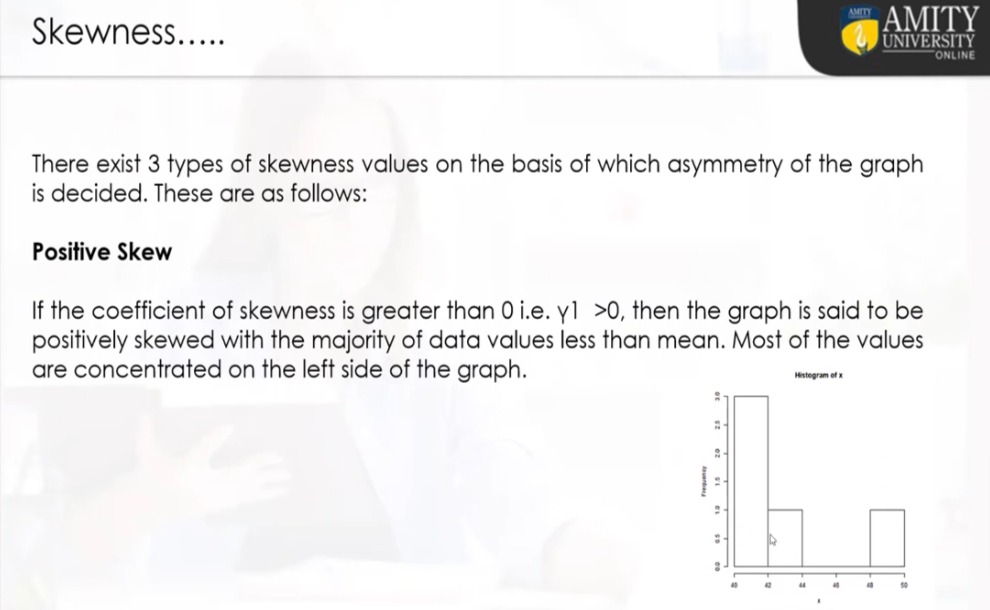 Skewness.....
AMITY
AMITY
UNIVERSITY
ONLINE
There exist 3 types of skewness values on the basis of which asymmetry of the graph
is decided. These are as follows:
Positive Skew
If the coefficient of skewness is greater than 0 i.e. γ1 >0, then the graph is said to be
positively skewed with the majority of data values less than mean. Most of the values
are concentrated on the left side of the graph.
Histogram of x
Frequency
3.0
2.5
2.0
1.5
1.0
0.5
0.0
40 42 44 46 48 50
x